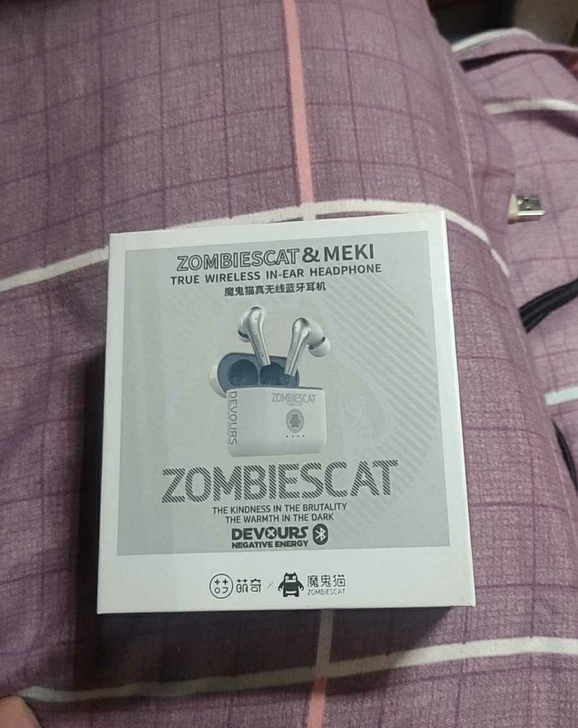 ZOMBIESCAT & MEKI
TRUE WIRELESS IN-EAR HEADPHONE
魔鬼猫真无线蓝牙耳机
DEVOURS
ZOMBIESCAT
ZOMBIESCAT
THE KINDNESS IN THE BRUTALITY
THE WARMTH IN THE DARK
DEVOURS
NEGATIVE ENERGY
萌奇 × 魔鬼猫
ZOMBIESCAT